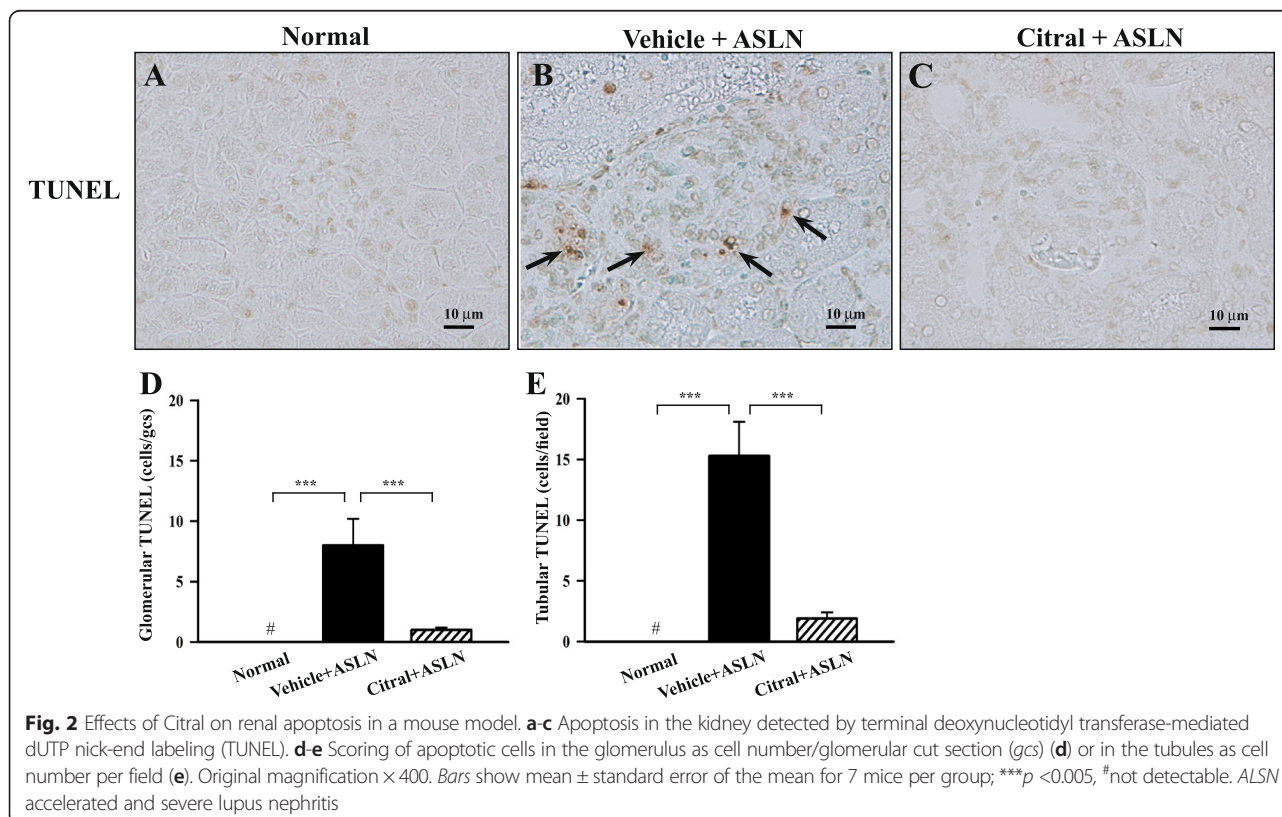 Normal
Vehicle + ASLN
Citral + ASLN
TUNEL
A
B
C
10 μm
10 μm
10 μm
D
Glomerular TUNEL (cells/gcs)
20
15
10
5
0
***
***
#
Normal
Vehicle+ASLN
Citral+ASLN
E
Tubular TUNEL (cells/field)
20
15
10
5
0
***
***
#
Normal
Vehicle+ASLN
Citral+ASLN
Fig. 2 Effects of Citral on renal apoptosis in a mouse model. a-c Apoptosis in the kidney detected by terminal deoxynucleotidyl transferase-mediated
dUTP nick-end labeling (TUNEL). d-e Scoring of apoptotic cells in the glomerulus as cell number/glomerular cut section (gcs) (d) or in the tubules as cell
number per field (e). Original magnification × 400. Bars show mean ± standard error of the mean for 7 mice per group; ***p <0.005, #not detectable. ALSN
accelerated and severe lupus nephritis